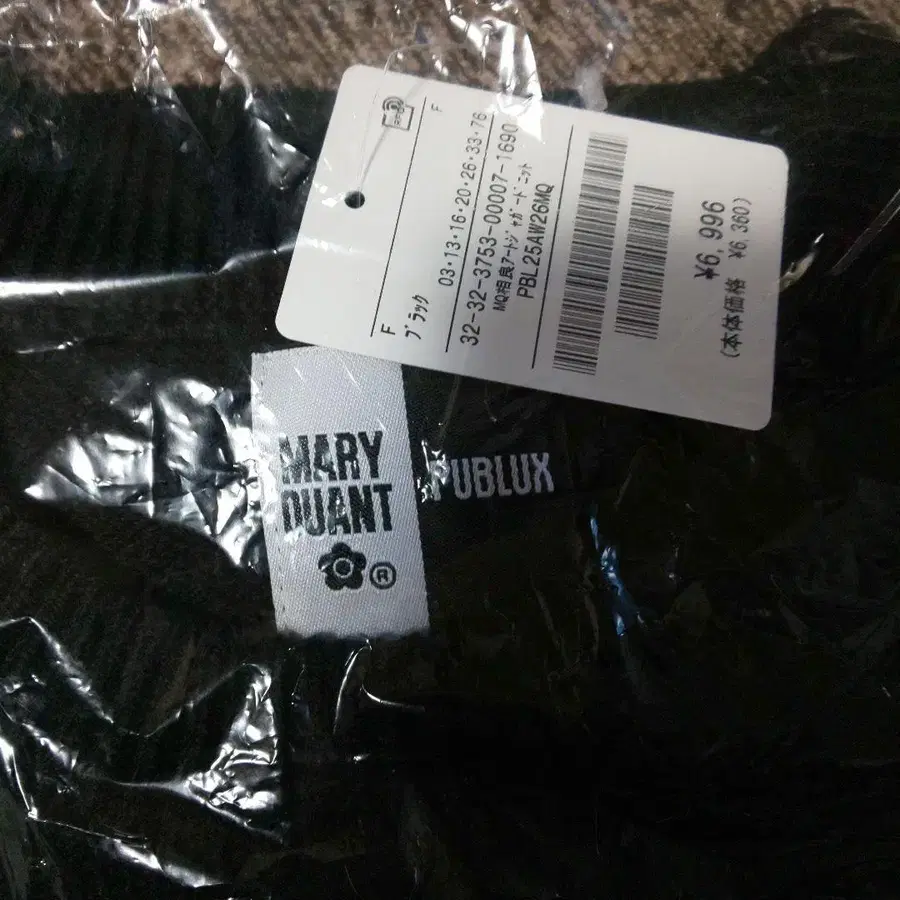 F
F
ブラック
03・13・16・20・26・33・76
32-32-3753-00007-1690
MQ相良アートジャガードニット
PBL25AW26MQ
¥6,996
(本体価格 ¥6,360)
MARY
QUANT
®
PUBLUX